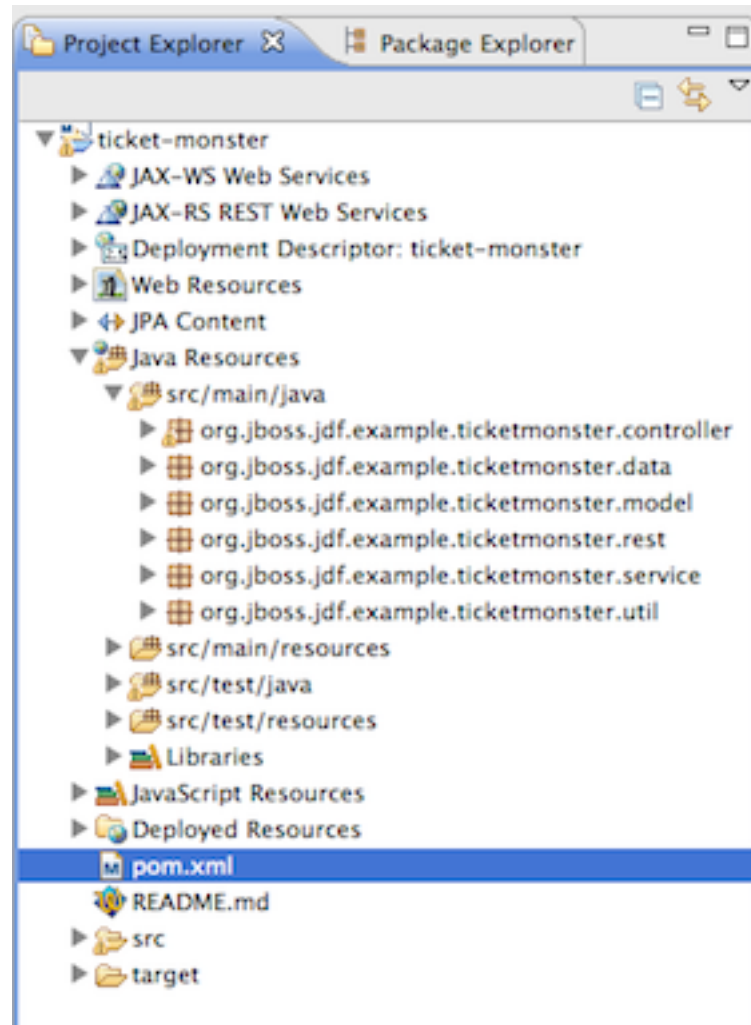 Project Explorer Package Explorer
ticket-monster
JAX-WS Web Services
JAX-RS REST Web Services
Deployment Descriptor: ticket-monster
Web Resources
JPA Content
Java Resources
src/main/java
org.jboss.jdf.example.ticketmonster.controller
org.jboss.jdf.example.ticketmonster.data
org.jboss.jdf.example.ticketmonster.model
org.jboss.jdf.example.ticketmonster.rest
org.jboss.jdf.example.ticketmonster.service
org.jboss.jdf.example.ticketmonster.util
src/main/resources
src/test/java
src/test/resources
Libraries
JavaScript Resources
Deployed Resources
pom.xml
README.md
src
target